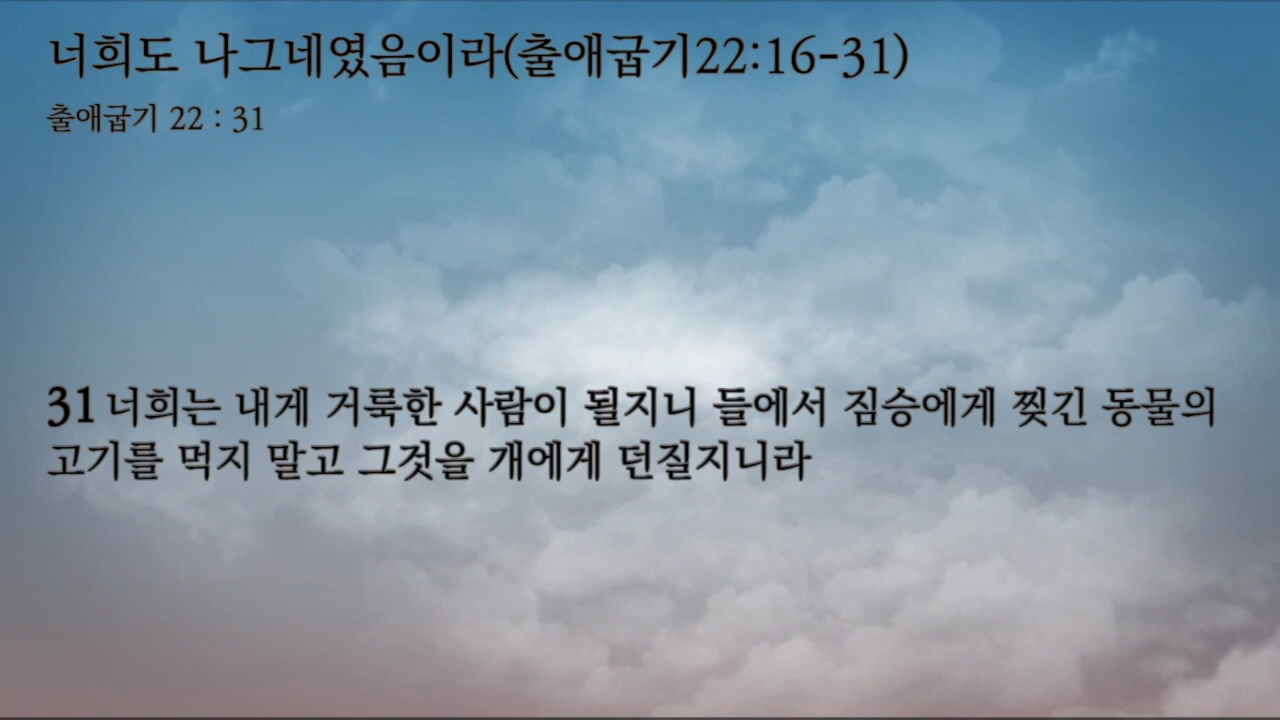 너희도 나그네였음이라(출애굽기22:16-31)
출애굽기 22 : 31
31 너희는 내게 거룩한 사람이 될지니 들에서 짐승에게 찢긴 동물의
고기를 먹지 말고 그것을 개에게 던질지니라